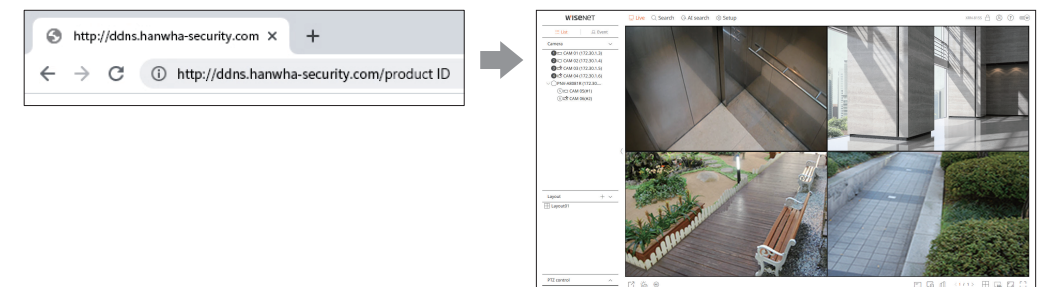 http://ddns.hanwha-security.com
http://ddns.hanwha-security.com/product ID
WISENET
Live Search AI search Setup
List Event
Camera
CAM 01 (172.30.1.3)
CAM 02 (172.30.1.4)
CAM 03 (172.30.1.5)
CAM 04 (172.30.1.6)
CAM 05(#1)
CAM 06(#2)
Layout
Layout01
PTZ control